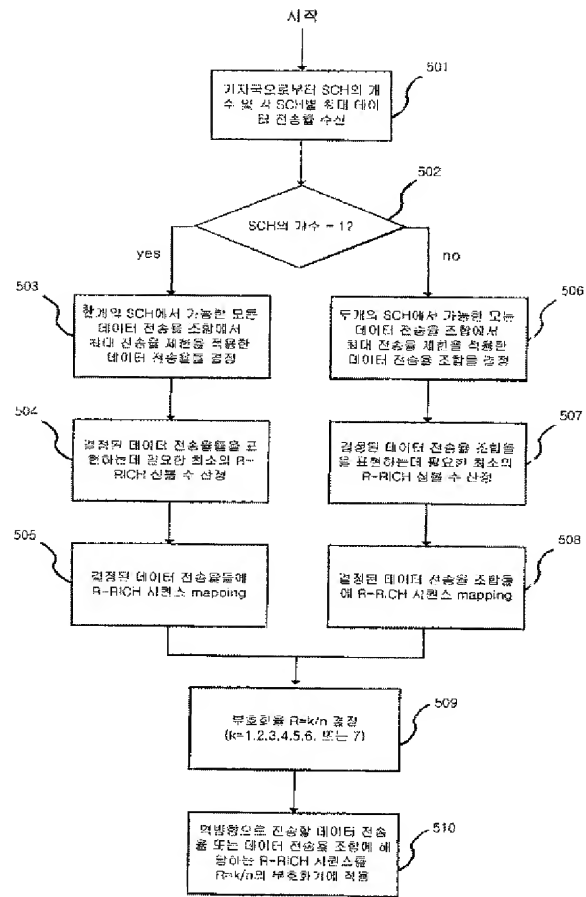 시작
501
기지국으로부터 SCH의 개
수 및 각 SCH별 최대 데이
터 전송률 수신
502
SCH의 개수 = 1?
yes
no
503
한개의 SCH에서 가능한 모든
데이터 전송율 조합에서
최대 전송율 제한을 적용한
데이터 전송율들 결정
506
두개의 SCH에서 가능한 모든
데이터 전송율 조합에서
최대 전송율 제한을 적용한
데이터 전송율 조합들 결정
504
결정된 데이터 전송율들을 표
현하는데 필요한 최소의 R-
RICH 심볼 수 산정
507
결정된 데이터 전송율 조합들
을 표현하는데 필요한 최소의
R-RICH 심볼 수 산정
505
결정된 데이터 전송율들에
R-RICH 시퀀스 mapping
508
결정된 데이터 전송율 조합들
에 R-RICH 시퀀스 mapping
509
부호화율 R=k/n 결정
(k=1,2,3,4,5,6, 또는 7)
510
역방향으로 전송할 데이터 전송
율 또는 데이터 전송율 조합에 해
당하는 R-RICH 시퀀스를
R=k/n의 부호화기에 적용